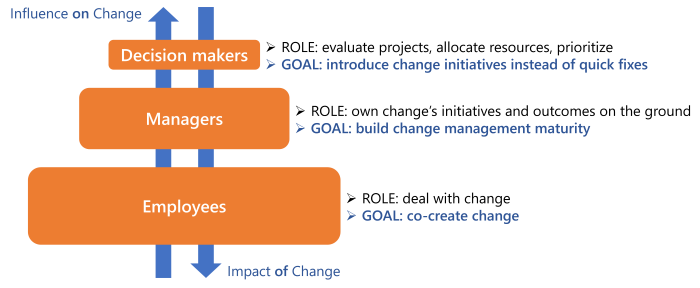 Influence on Change
Decision makers
➢ ROLE: evaluate projects, allocate resources, prioritize
➢ GOAL: introduce change initiatives instead of quick fixes
Managers
➢ ROLE: own change's initiatives and outcomes on the ground
➢ GOAL: build change management maturity
Employees
➢ ROLE: deal with change
➢ GOAL: co-create change
Impact of Change